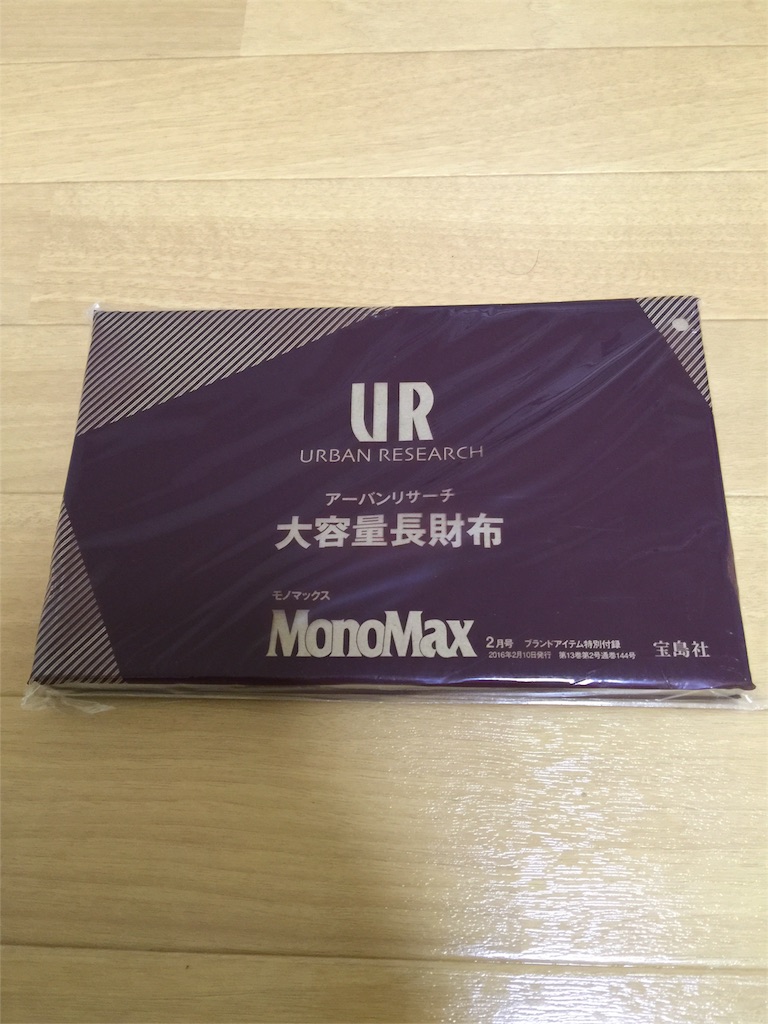 UR
URBAN RESEARCH
アーバンリサーチ
大容量長財布
モノマックス
MonoMax 2月号 ブランドアイテム特別付録
2016年2月10日発行 第13巻第2号通巻144号
宝島社